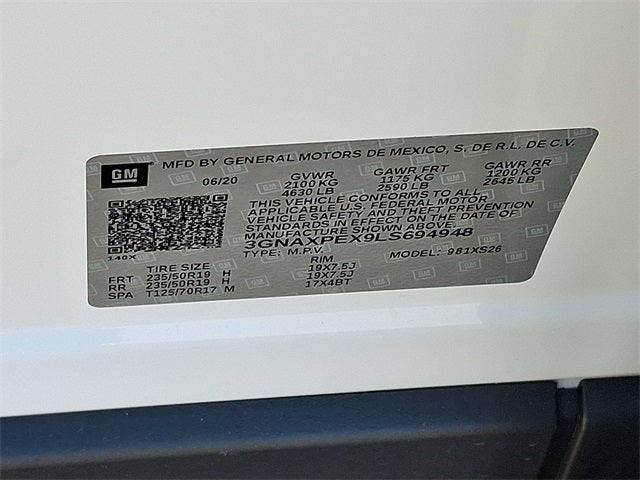 GM
MFD BY GENERAL MOTORS DE MEXICO, S. DE R.L. DE C.V.
06/20 GVWR GAWR FRT GAWR RR
2100 KG 1175 KG 1200 KG
4630 LB 2590 LB 2645 LB
THIS VEHICLE CONFORMS TO ALL
APPLICABLE U.S. FEDERAL MOTOR
VEHICLE SAFETY AND THEFT PREVENTION
STANDARDS IN EFFECT ON THE DATE OF
MANUFACTURE SHOWN ABOVE.
3GNAXPEX9LS694948
140X TYPE: M.P.V. MODEL: 981XS26
TIRE SIZE RIM
FRT 235/50R19 H 19X7.5J
RR 235/50R19 H 19X7.5J
SPA T125/70R17 M 17X4BT